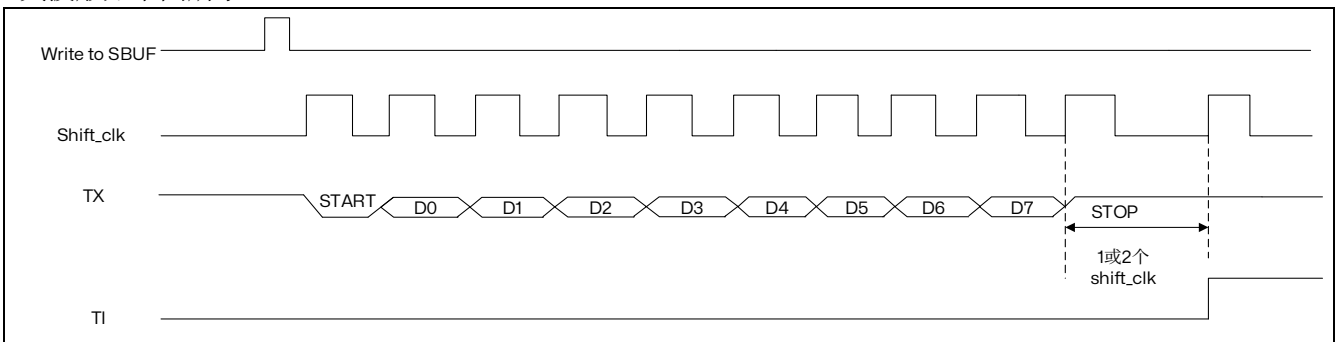 Write to SBUF
Shift_clk
TX
START D0 D1 D2 D3 D4 D5 D6 D7 STOP
1或2个
shift_clk
TI